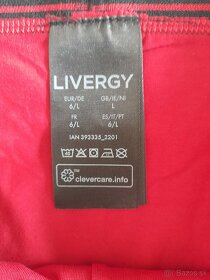 LIVERGY
EUR/DE GB/IE/NI
6/L L
FR ES/IT/PT
6/L 6/L
IAN 393335_2201
clevercare.info
bazos.sk